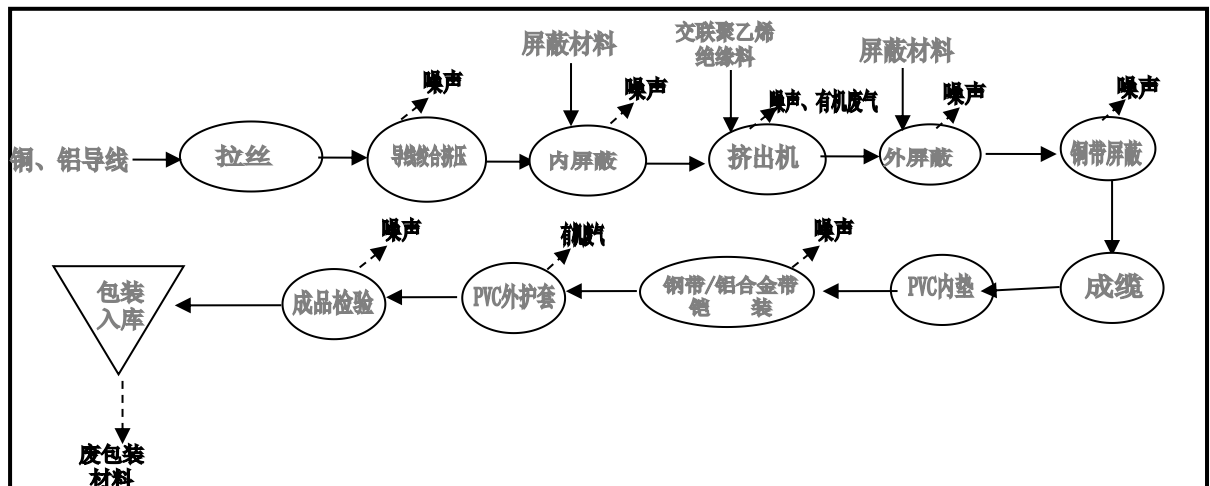 屏蔽材料
交联聚乙烯
绝缘料
屏蔽材料
噪声
噪声
噪声、有机废气
噪声
噪声
铜、铝导线
拉丝
导线绞合挤压
内屏蔽
挤出机
外屏蔽
铜带屏蔽
噪声
有机废气
噪声
包装
入库
成品检验
PVC外护套
钢带/铝合金带
铠 装
PVC内垫
成缆
废包装
材料